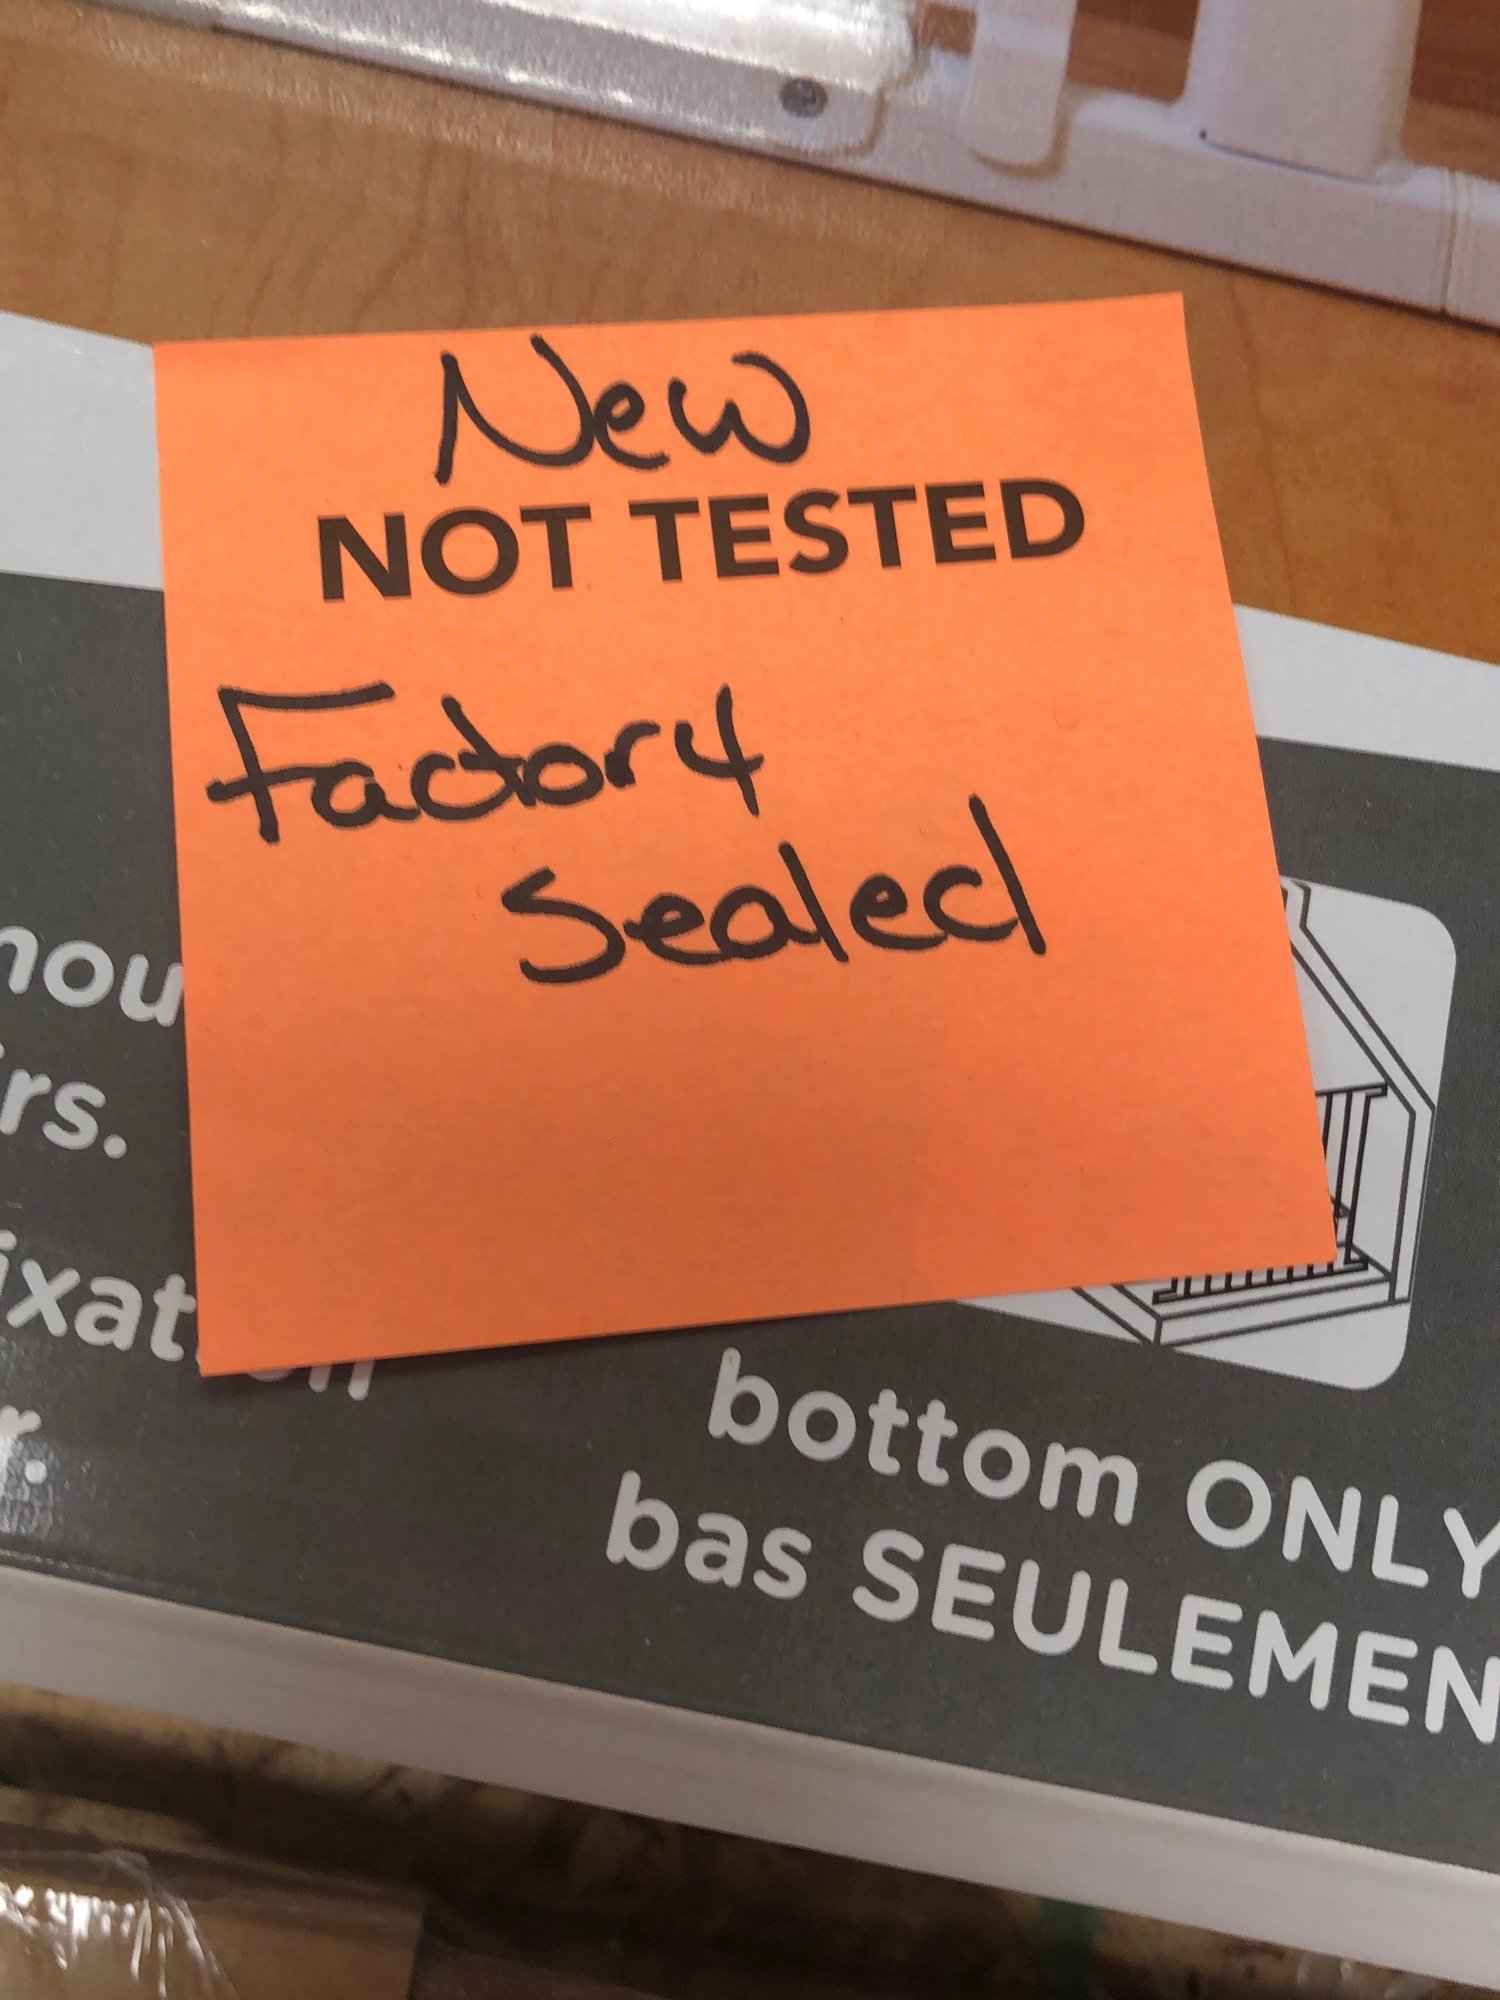 New
NOT TESTED
Factory
Sealed
bottom ONLY
bas SEULEMEN